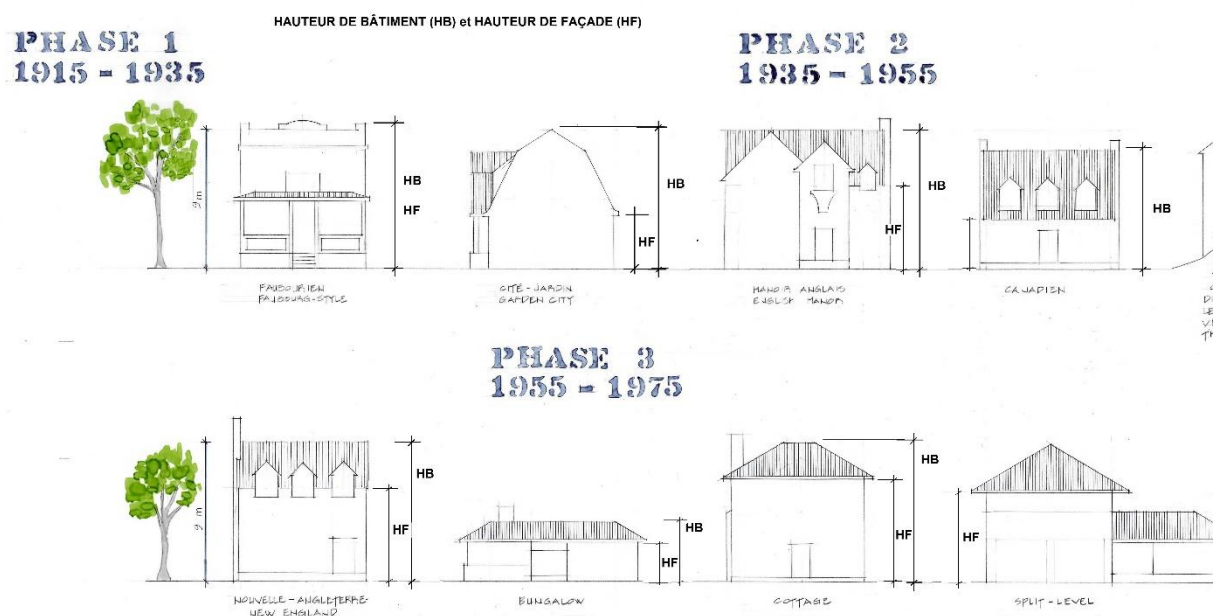 HAUTEUR DE BÂTIMENT (HB) et HAUTEUR DE FAÇADE (HF)
PHASE 1
1915 - 1935
PHASE 2
1935 - 1955
9 m
HB
HF
HB
HF
HB
HF
HB
FAUBOURIEN
FAUBOURG-STYLE
CITÉ-JARDIN
GARDEN CITY
MANOIR ANGLAIS
ENGLISH MANOR
CANADIEN
PHASE 3
1955 - 1975
9 m
HB
HF
HB
HF
HB
HF
HF
NOUVELLE-ANGLETERRE
NEW ENGLAND
BUNGALOW
COTTAGE
SPLIT-LEVEL